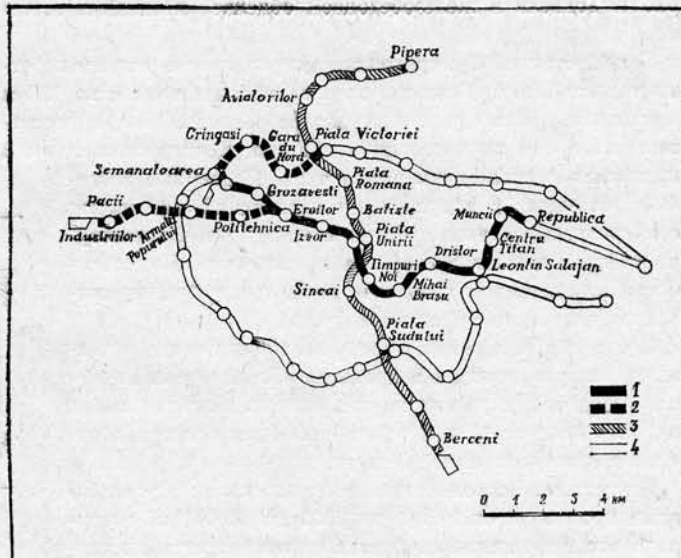 Pipera
Aviatorilor
Gringasi
Gara
du
Nord
Piata Victoriei
Semanatoarea
Grozavesti
Piata
Romana
Pacii
Industriilor
Armata
Poporului
Politehnica
Eroilor
Izvor
Batiste
Piata
Unirii
Muncii
Republica
Centru
Titan
Dristor
Leontin Salajan
Timpuri
Noi
Mihai
Brasu
Sincai
Piata
Sudului
Berceni
1
2
3
4
0 1 2 3 4 км